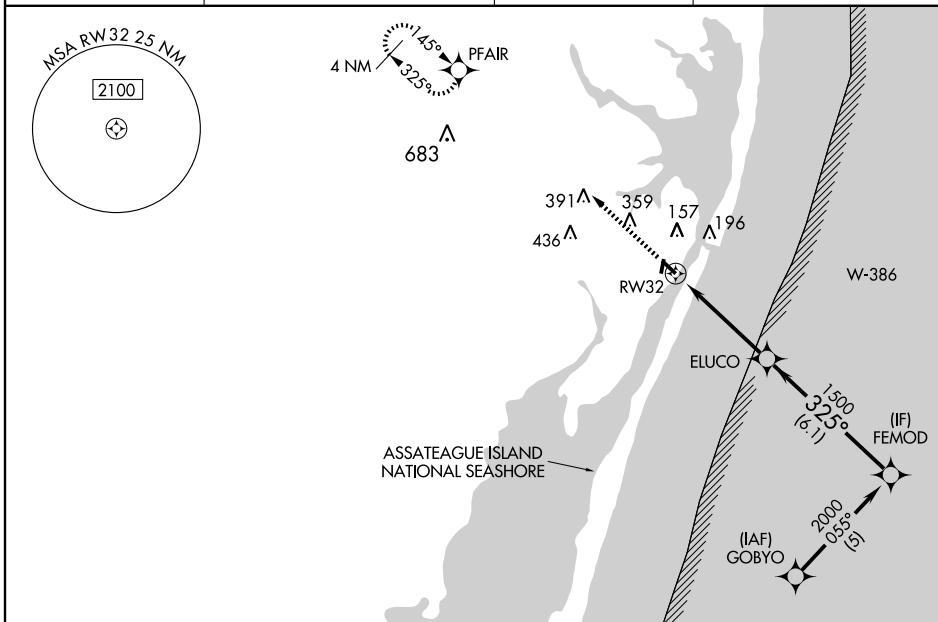 MSA RW32 25 NM
2100
4 NM
145°
325°
PFAIR
683
391
359
157
196
436
RW32
W-386
ELUCO
1500
325°
(6.1)
(IF)
FEMOD
ASSATEAGUE ISLAND
NATIONAL SEASHORE
2000
055°
(5)
(IAF)
GOBYO